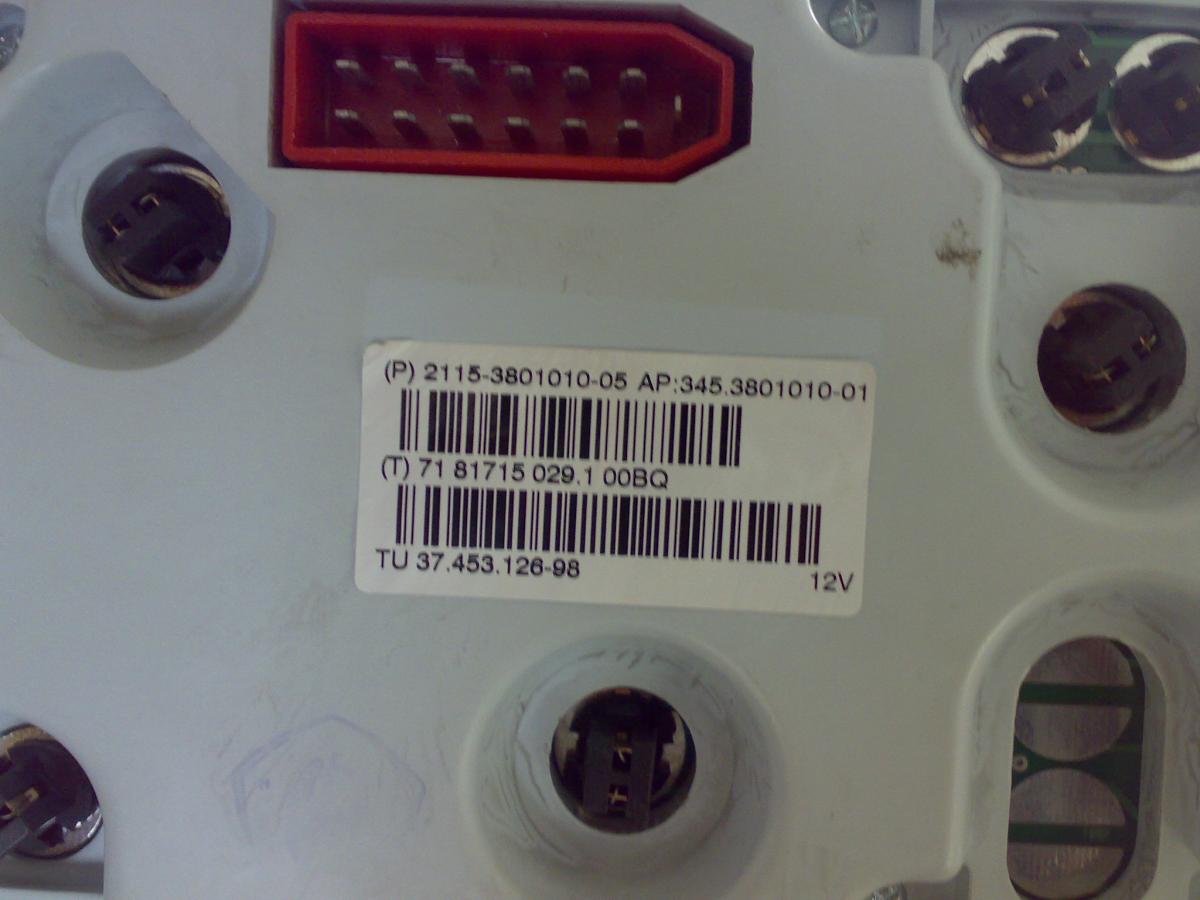 (P) 2115-3801010-05 AP:345.3801010-01
(T) 71 81715 029.1 00BQ
TU 37.453.126-98 12V